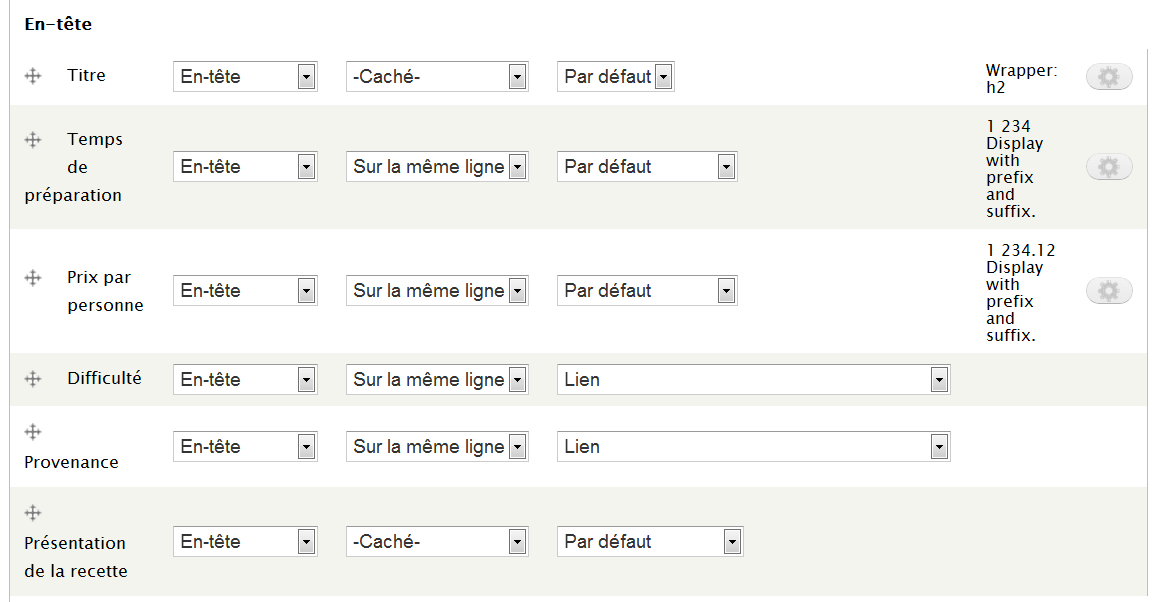 En-tête
Titre
En-tête
-Caché-
Par défaut
Wrapper:
h2
Temps
de
préparation
En-tête
Sur la même ligne
Par défaut
1 234
Display
with
prefix
and
suffix.
Prix par
personne
En-tête
Sur la même ligne
Par défaut
1 234.12
Display
with
prefix
and
suffix.
Difficulté
En-tête
Sur la même ligne
Lien
Provenance
En-tête
Sur la même ligne
Lien
Présentation
de la recette
En-tête
-Caché-
Par défaut